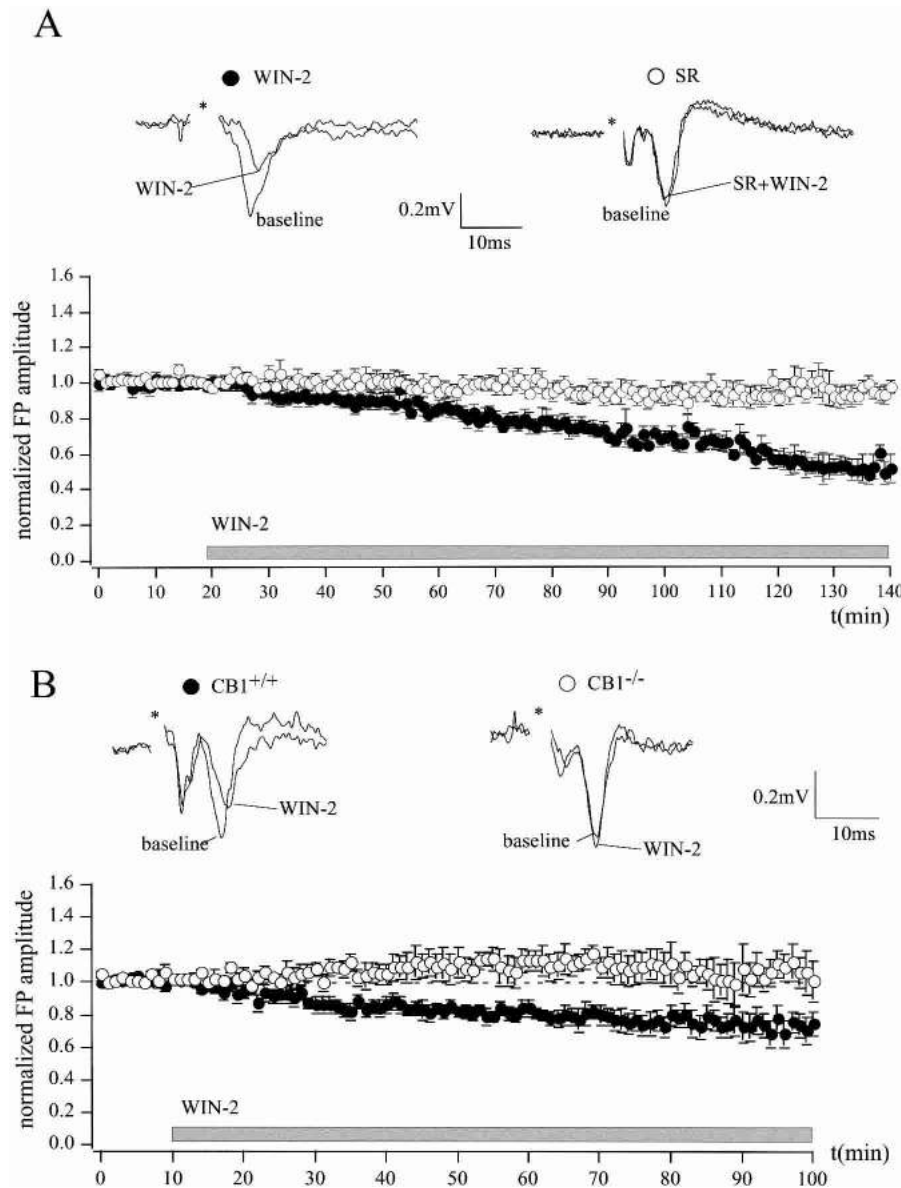 A
● WIN-2 ○ SR
* *
WIN-2 SR+WIN-2
baseline baseline
0.2mV
10ms
normalized FP amplitude
1.6
1.4
1.2
1.0
0.8
0.6
0.4
0.2
0.0
WIN-2
0 10 20 30 40 50 60 70 80 90 100 110 120 130 140
t(min)
B
● CB1+/+ ○ CB1-/-
* *
WIN-2 baseline
baseline WIN-2
0.2mV
10ms
normalized FP amplitude
1.6
1.4
1.2
1.0
0.8
0.6
0.4
0.2
0.0
WIN-2
t(min)
0 10 20 30 40 50 60 70 80 90 100